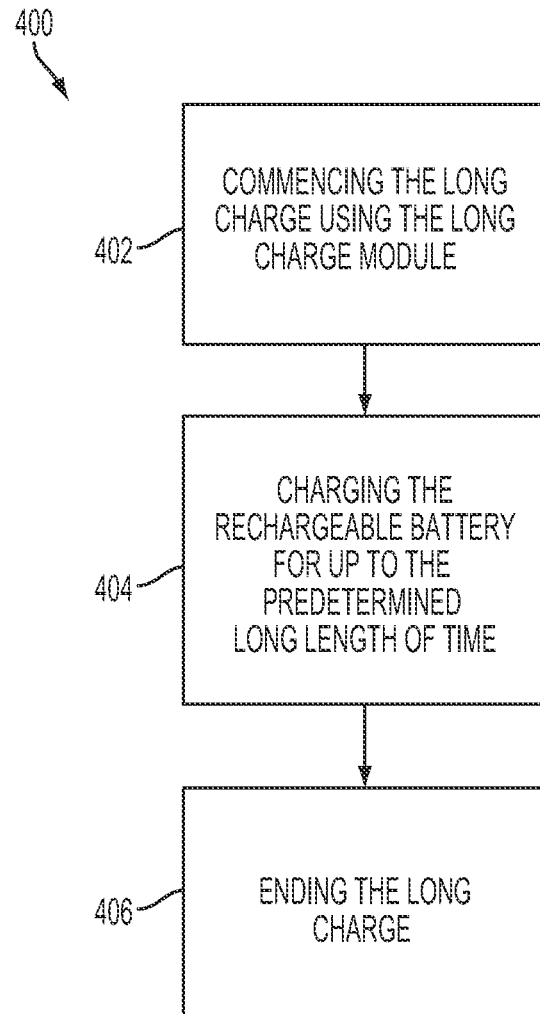 400
COMMENCING THE LONG
CHARGE USING THE LONG
CHARGE MODULE
402
CHARGING THE
RECHARGEABLE BATTERY
FOR UP TO THE
PREDETERMINED
LONG LENGTH OF TIME
404
ENDING THE LONG
CHARGE
406